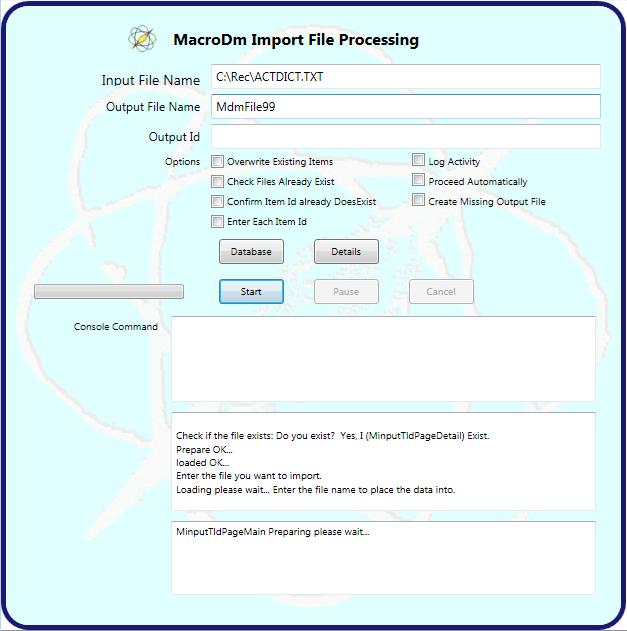 MacroDm Import File Processing
Input File Name C:\Rec\ACTDICT.TXT
Output File Name MdmFile99
Output Id
Options Overwrite Existing Items Log Activity
Check Files Already Exist Proceed Automatically
Confirm Item Id already DoesExist Create Missing Output File
Enter Each Item Id
Database Details
Start Pause Cancel
Console Command
Check if the file exists: Do you exist?  Yes, I (MinputTldPageDetail) Exist.
Prepare OK...
loaded OK...
Enter the file you want to import.
Loading please wait... Enter the file name to place the data into.
MinputTldPageMain Preparing please wait...